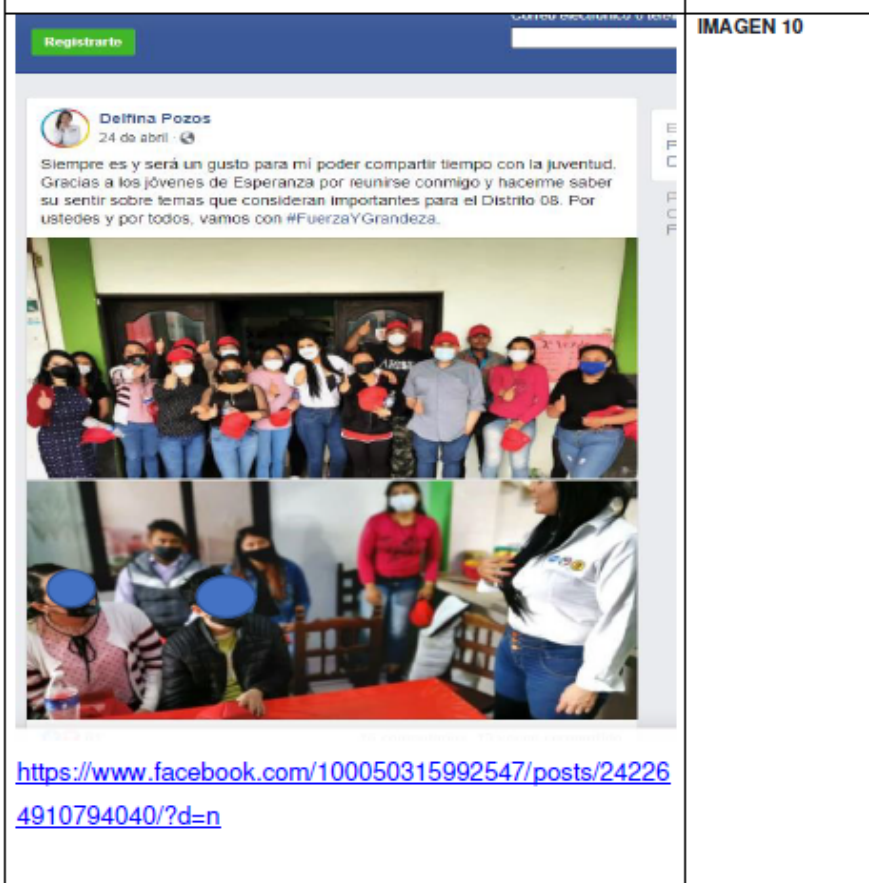 Correo electrónico o telé
IMAGEN 10
Registrarte
Delfina Pozos
24 de abril ·
Siempre es y será un gusto para mí poder compartir tiempo con la juventud.
Gracias a los jóvenes de Esperanza por reunirse conmigo y hacerme saber
su sentir sobre temas que consideran importantes para el Distrito 08. Por
ustedes y por todos, vamos con #FuerzaYGrandeza.
https://www.facebook.com/100050315992547/posts/24226
4910794040/?d=n